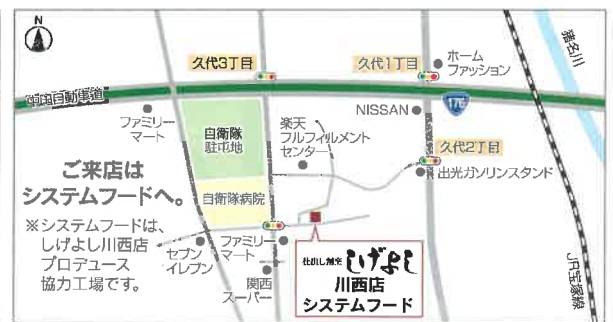 N
久代3丁目
久代1丁目
ホーム
ファッション
猪名川
中国自動車道
176
ファミリー
マート
自衛隊
駐屯地
楽天
フルフィルメント
センター
NISSAN
久代2丁目
出光ガソリンスタンド
ご来店は
システムフードへ。
自衛隊病院
※システムフードは、
しげよし川西店
プロデュース
協力工場です。
セブン
イレブン
ファミリー
マート
関西
スーパー
仕出し割烹 しげよし
川西店
システムフード
JR宝塚線